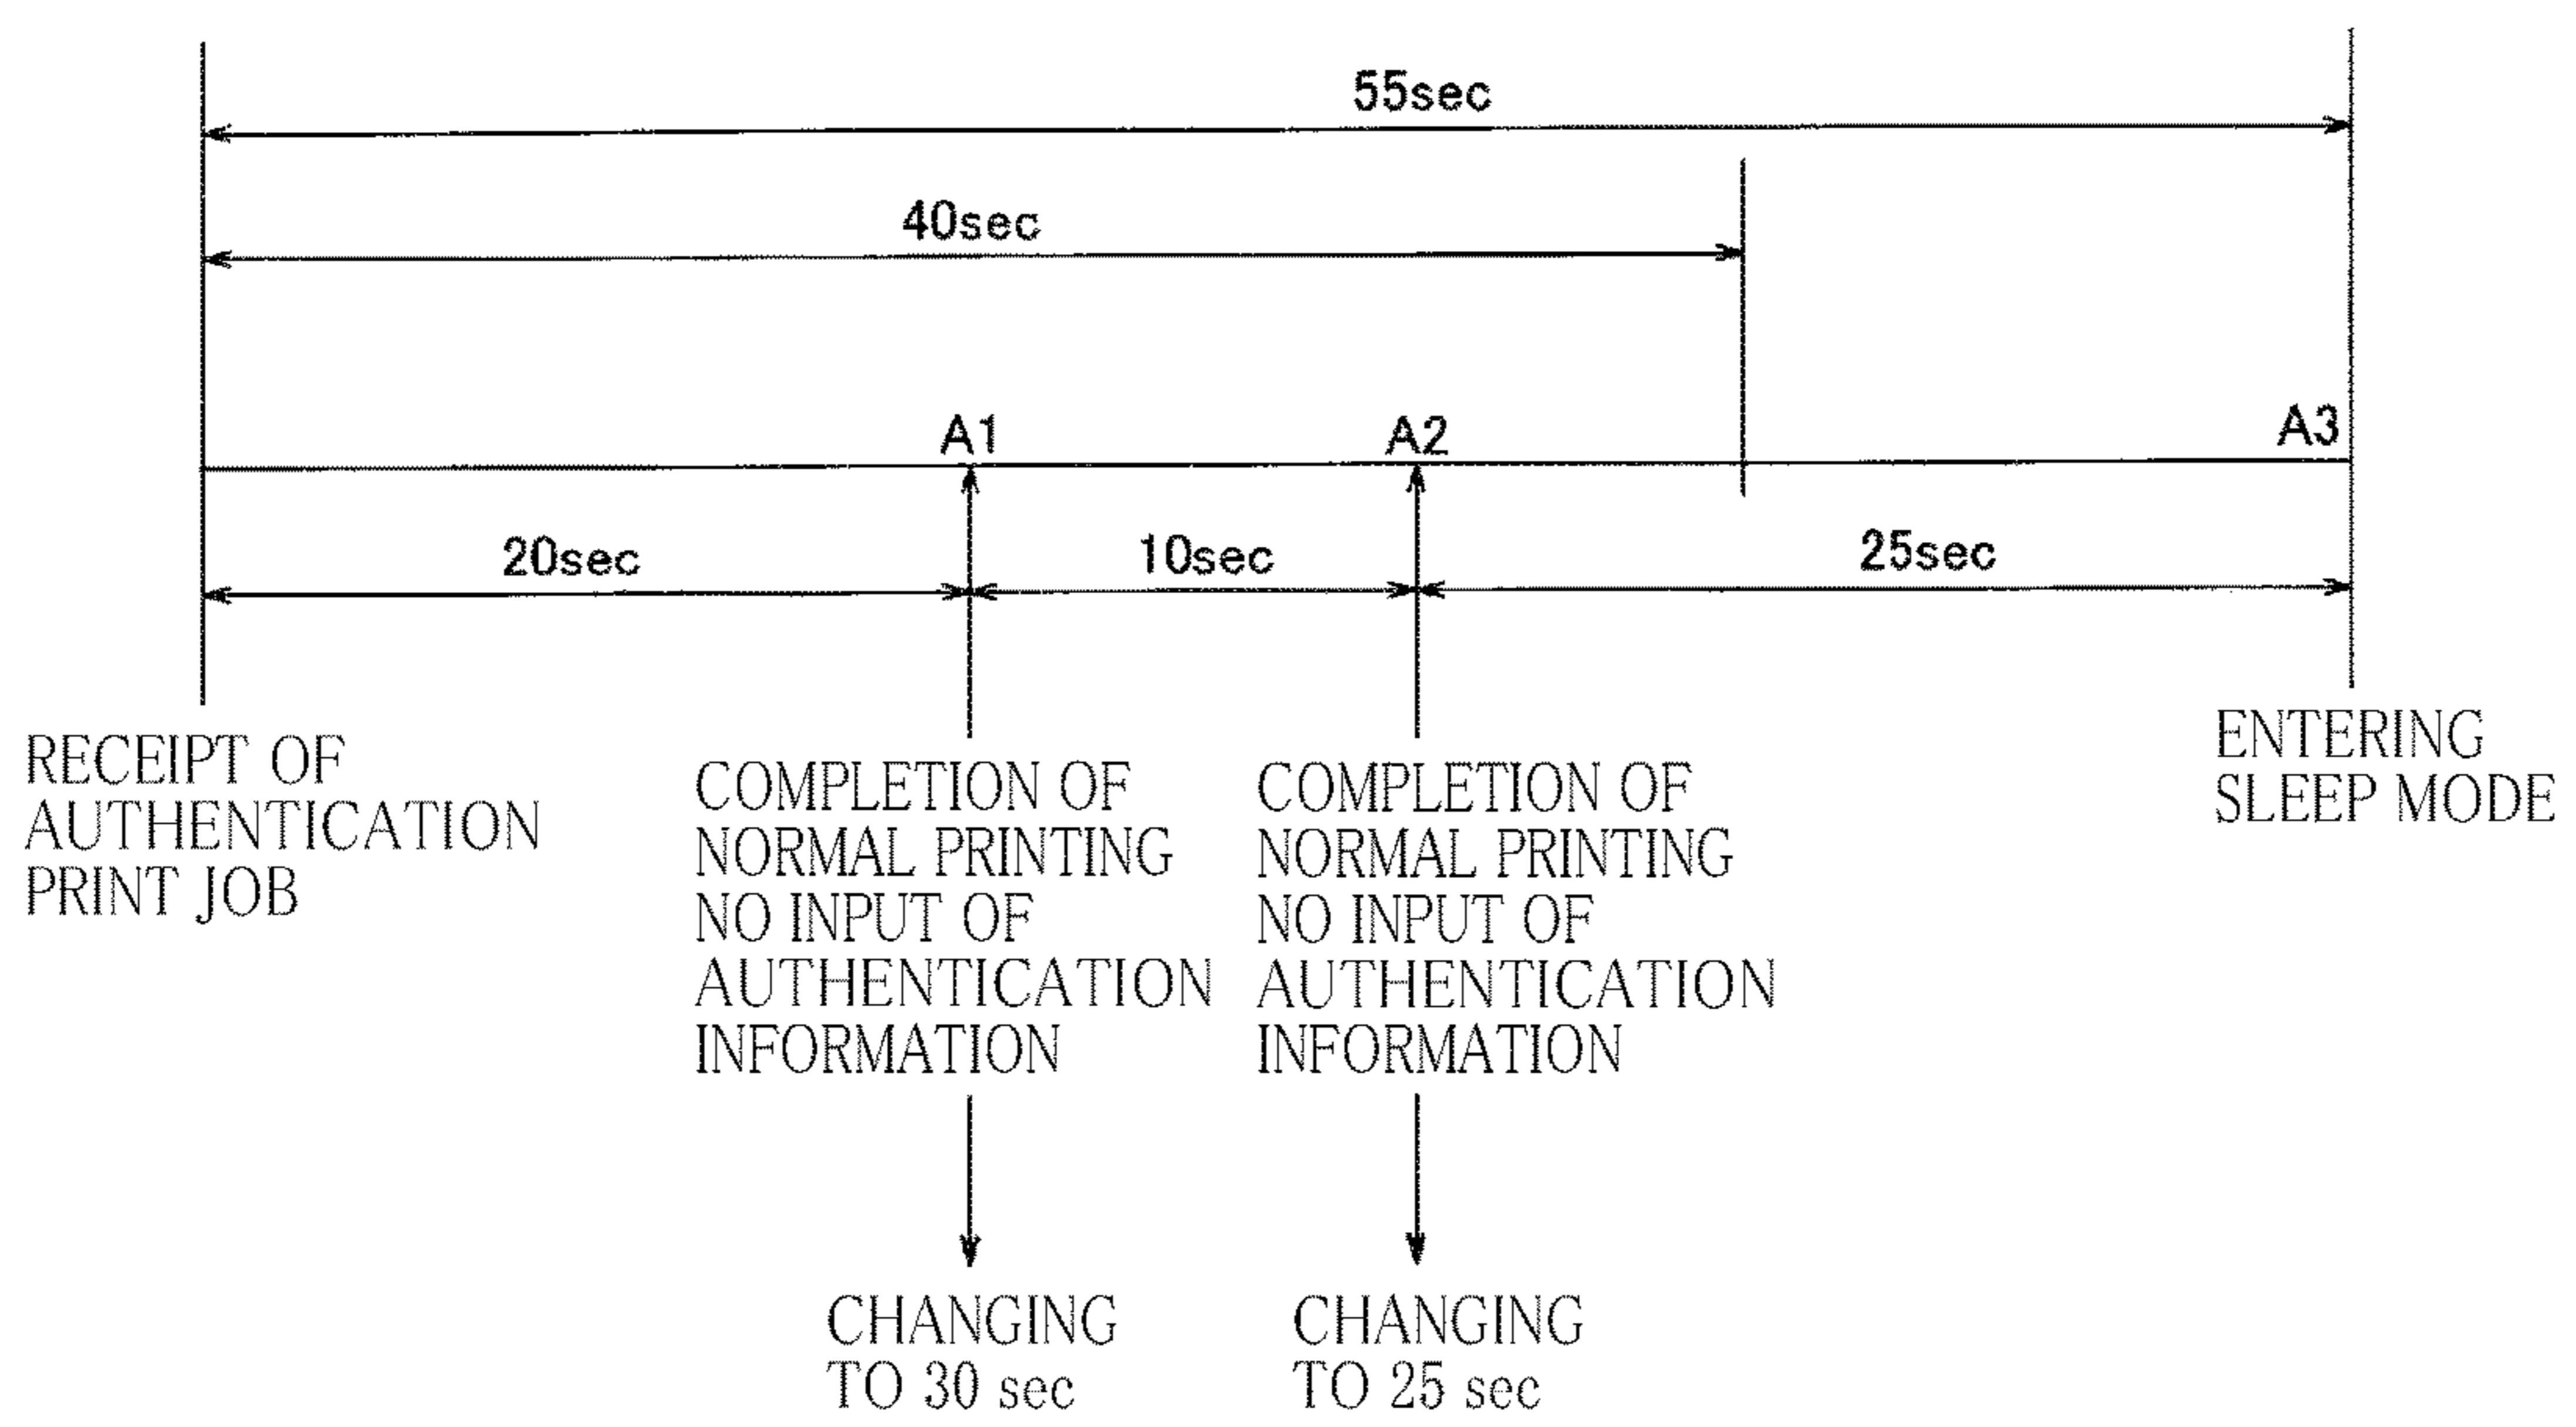 55sec
40sec
A1
A2
A3
20sec
10sec
25sec
RECEIPT OF
AUTHENTICATION
PRINT JOB
COMPLETION OF
NORMAL PRINTING
NO INPUT OF
AUTHENTICATION
INFORMATION
COMPLETION OF
NORMAL PRINTING
NO INPUT OF
AUTHENTICATION
INFORMATION
ENTERING
SLEEP MODE
CHANGING
TO 30 sec
CHANGING
TO 25 sec